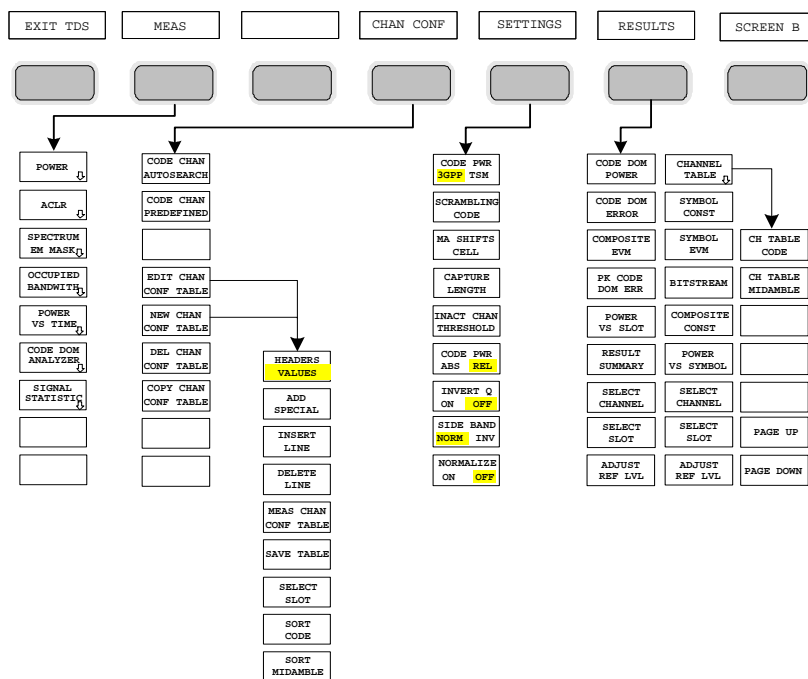 EXIT TDS
MEAS
CHAN CONF
SETTINGS
RESULTS
SCREEN B
POWER
ACLR
SPECTRUM
EM MASK
OCCUPIED
BANDWITH
POWER
VS TIME
CODE DOM
ANALYZER
SIGNAL
STATISTIC
CODE CHAN
AUTOSEARCH
CODE CHAN
PREDEFINED
EDIT CHAN
CONF TABLE
NEW CHAN
CONF TABLE
DEL CHAN
CONF TABLE
COPY CHAN
CONF TABLE
HEADERS
VALUES
ADD
SPECIAL
INSERT
LINE
DELETE
LINE
MEAS CHAN
CONF TABLE
SAVE TABLE
SELECT
SLOT
SORT
CODE
SORT
MIDAMBLE
CODE PWR
3GPP TSM
SCRAMBLING
CODE
MA SHIFTS
CELL
CAPTURE
LENGTH
INACT CHAN
THRESHOLD
CODE PWR
ABS REL
INVERT Q
ON OFF
SIDE BAND
NORM INV
NORMALIZE
ON OFF
CODE DOM
POWER
CODE DOM
ERROR
COMPOSITE
EVM
PK CODE
DOM ERR
POWER
VS SLOT
RESULT
SUMMARY
SELECT
CHANNEL
SELECT
SLOT
ADJUST
REF LVL
CHANNEL
TABLE
SYMBOL
CONST
SYMBOL
EVM
BITSTREAM
COMPOSITE
CONST
POWER
VS SYMBOL
SELECT
CHANNEL
SELECT
SLOT
ADJUST
REF LVL
CH TABLE
CODE
CH TABLE
MIDAMBLE
PAGE UP
PAGE DOWN